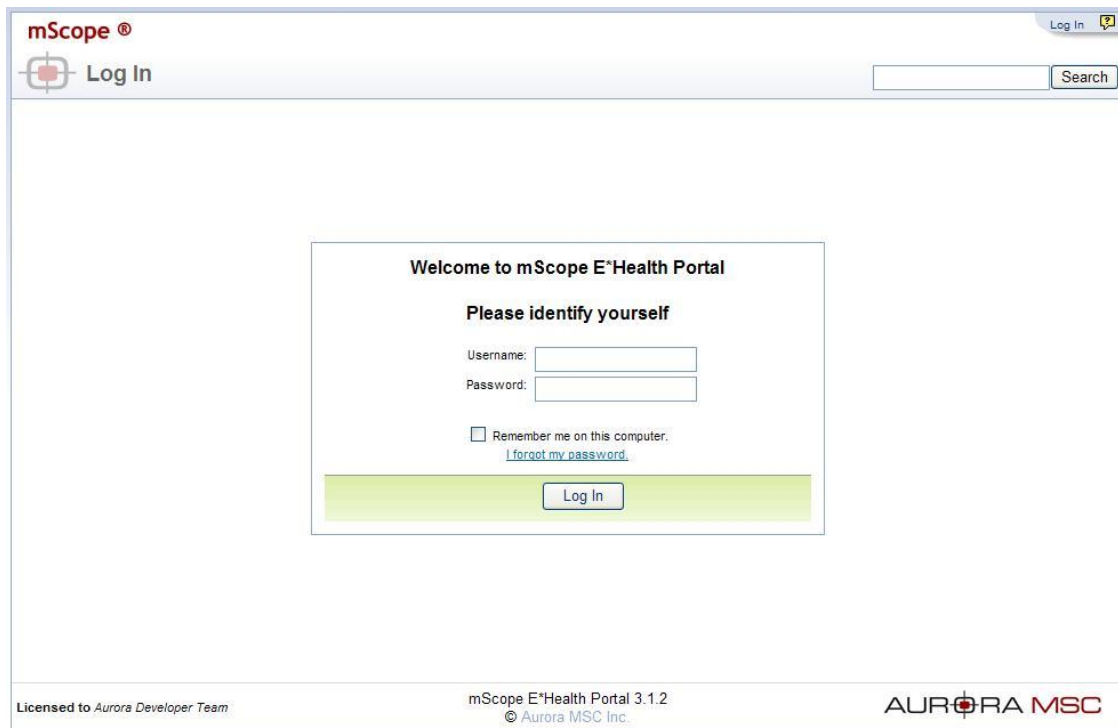 mScope ®
Log In
Log In
Search
Welcome to mScope E*Health Portal
Please identify yourself
Username:
Password:
Remember me on this computer.
I forgot my password.
Log In
Licensed to Aurora Developer Team
mScope E*Health Portal 3.1.2
© Aurora MSC Inc.
AURORA MSC